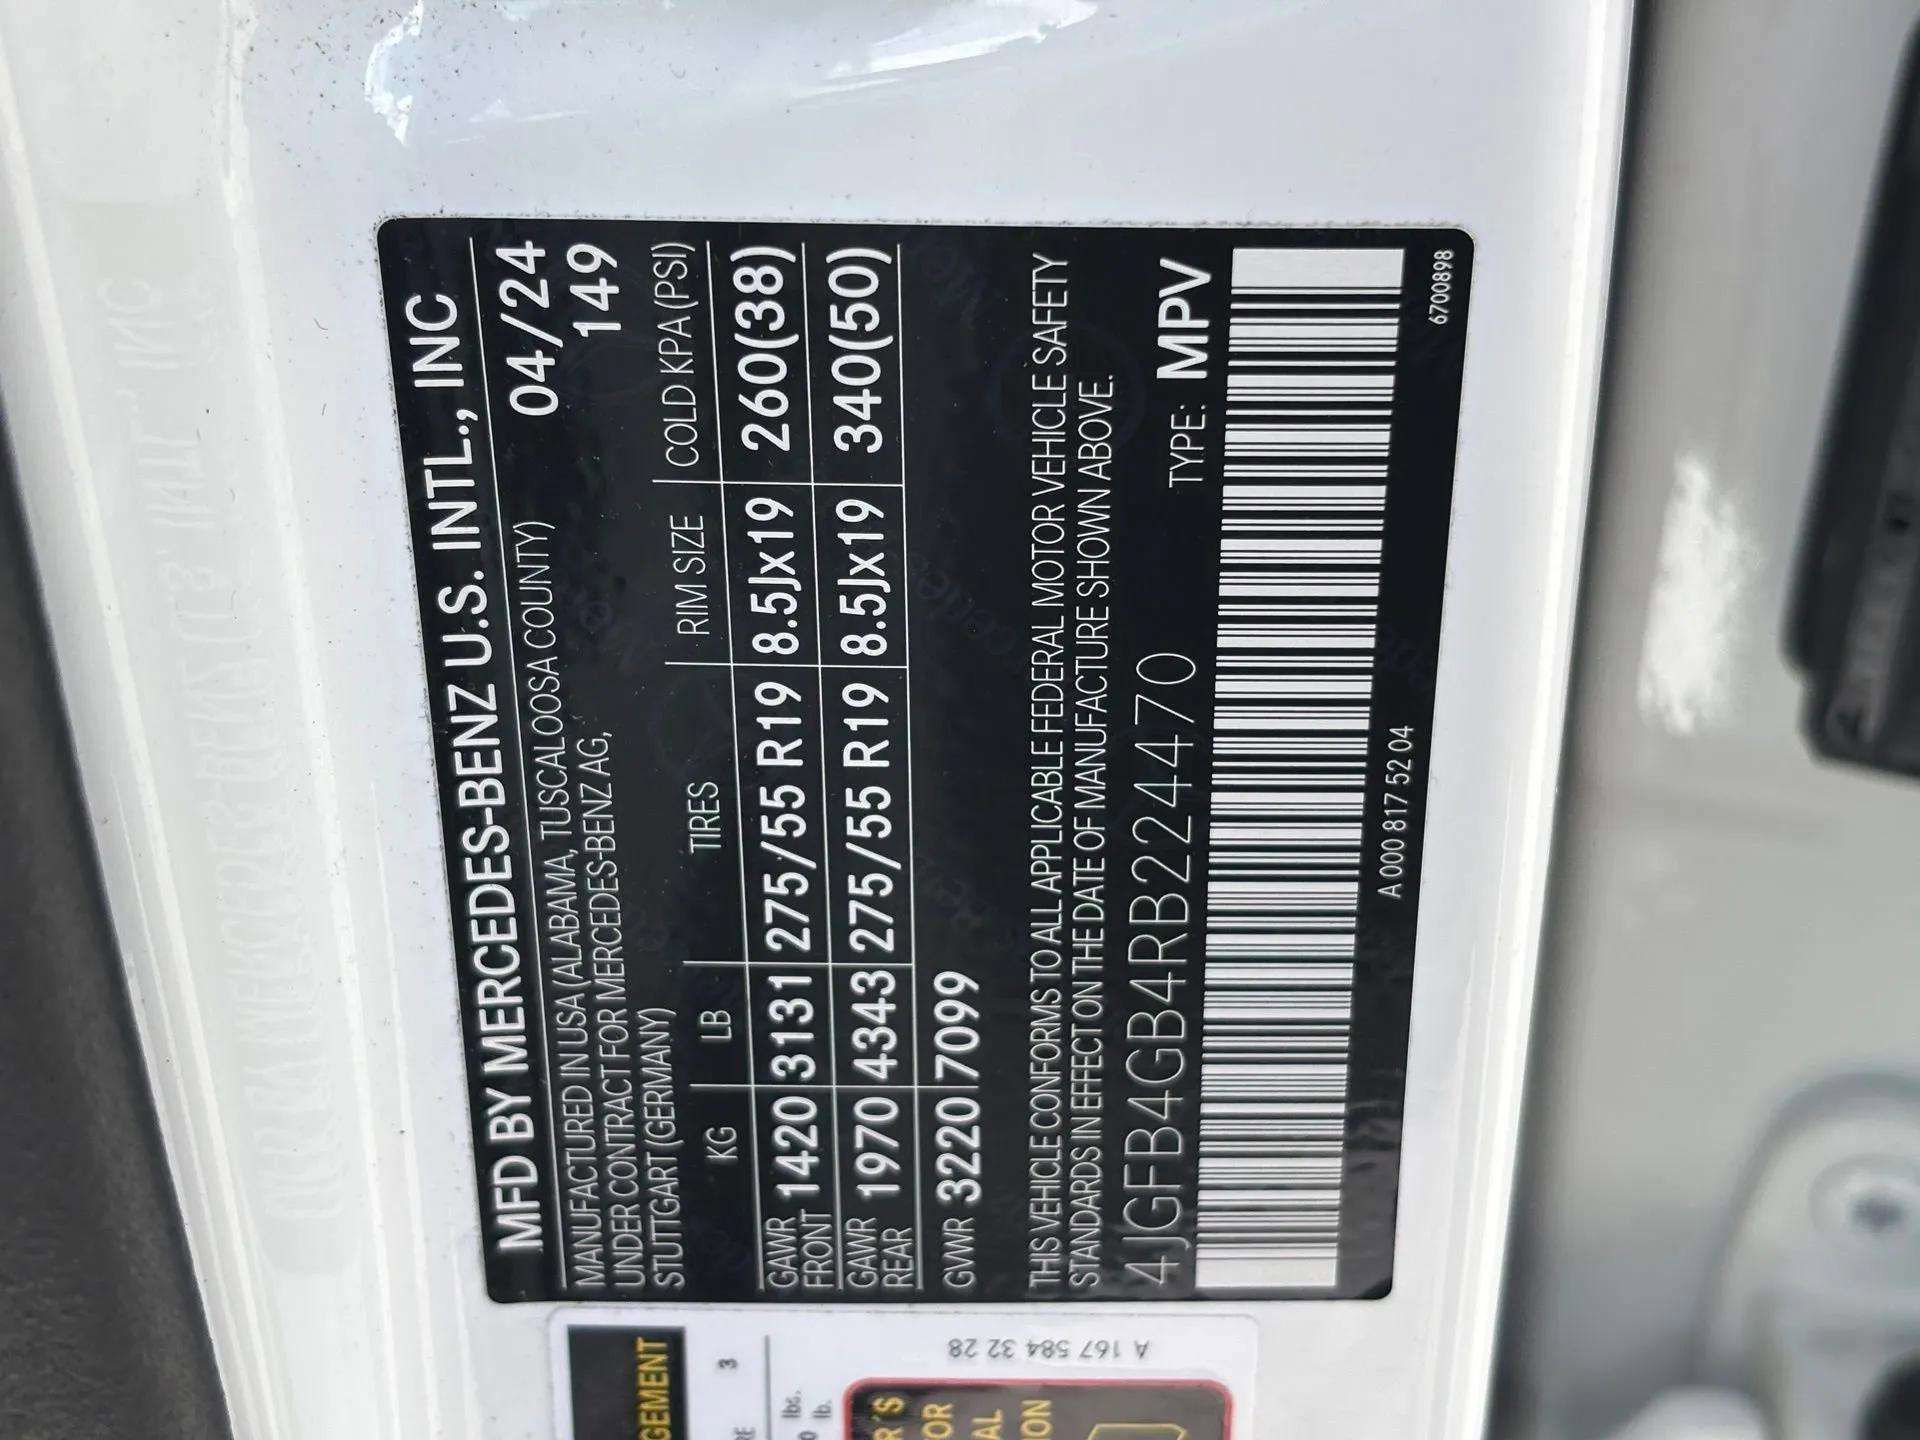 MFD BY MERCEDES-BENZ U.S. INTL., INC
MANUFACTURED IN USA (ALABAMA, TUSCALOOSA COUNTY) 04/24
UNDER CONTRACT FOR MERCEDES-BENZ AG, 149
STUTTGART (GERMANY)
KG LB TIRES RIM SIZE COLD KPA (PSI)
GAWR FRONT 1420 3131 275/55 R19 8.5Jx19 260(38)
GAWR REAR 1970 4343 275/55 R19 8.5Jx19 340(50)
GVWR 3220 7099
THIS VEHICLE CONFORMS TO ALL APPLICABLE FEDERAL MOTOR VEHICLE SAFETY
STANDARDS IN EFFECT ON THE DATE OF MANUFACTURE SHOWN ABOVE.
4JGFB4GB4RB224470 TYPE: MPV
A 000 817 52 04
6700898
A 167 584 32 28
3
lbs.
lb.